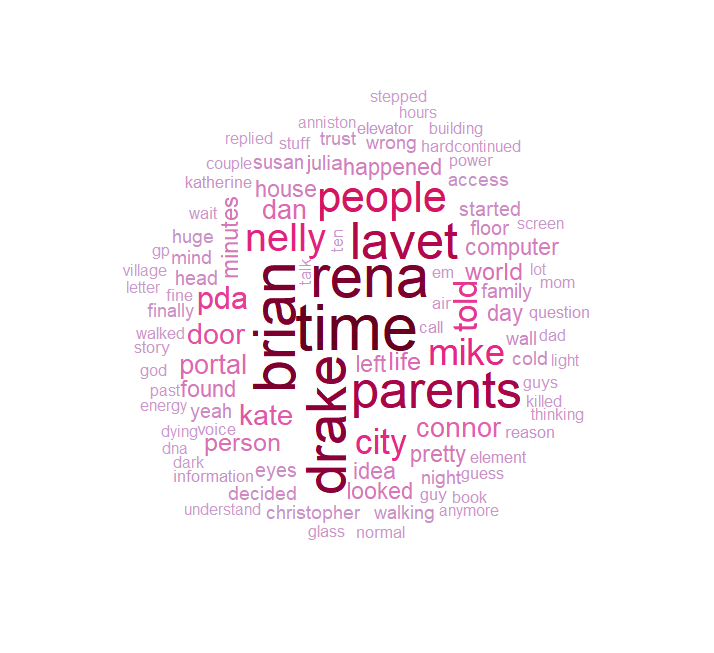 stepped
hours
anniston elevator building
replied stuff trust wrong hardcontinued
couple susan julia happened power
katherine house people access
wait minutes dan started
huge nelly ten lavet floor screen
gp mind computer
village head talk rena em world lot mom
letter fine pda told family
finally brian time air day question
walked door call wall dad
story portal left life mike cold light
god
past found drake parents guys
energy yeah kate killed
dying voice city connor thinking
dna person pretty reason
dark eyes idea element
information night guess
decided looked guy book
understand christopher walking anymore
glass normal